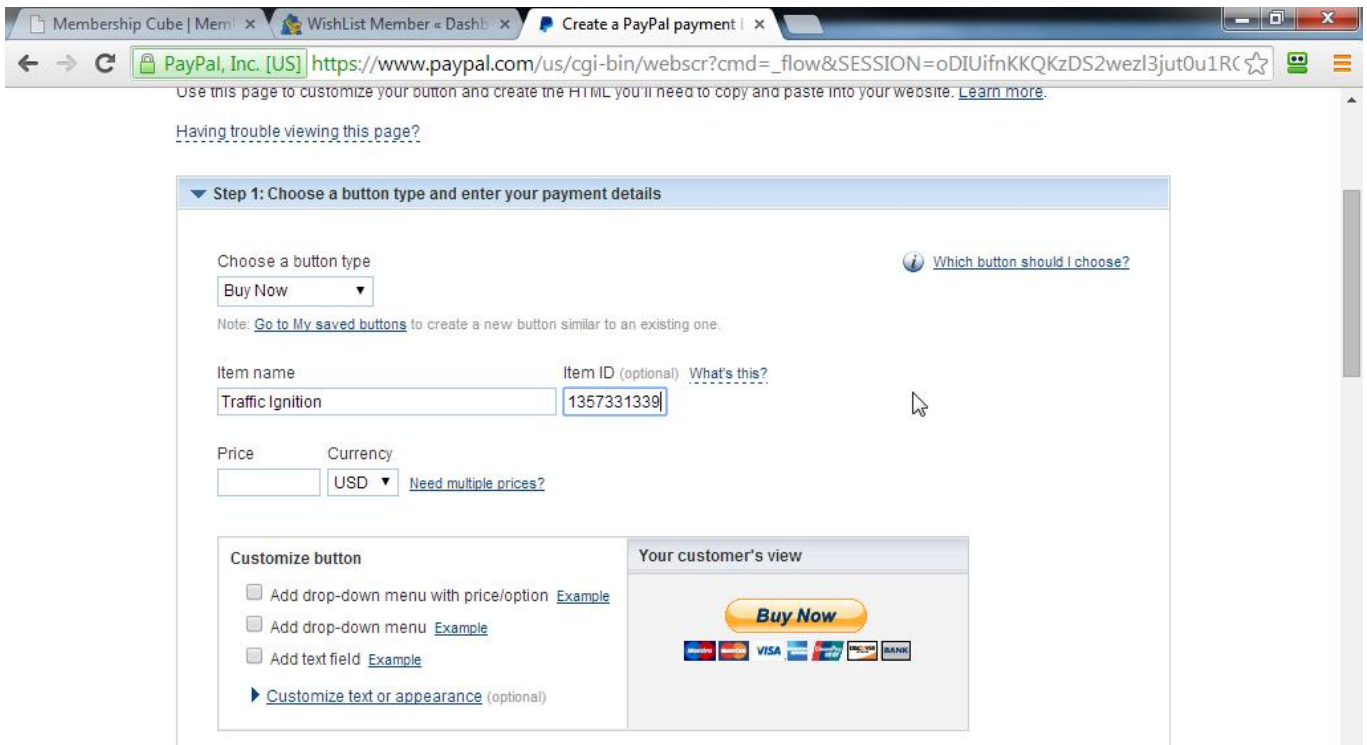 Membership Cube | Meml
WishList Member « Dashb
Create a PayPal payment l
PayPal, Inc. [US] https://www.paypal.com/us/cgi-bin/webscr?cmd=_flow&SESSION=oDIUifnKKQKzDS2wezl3jut0u1R
Use this page to customize your button and create the HTML you'll need to copy and paste into your website. Learn more.
Having trouble viewing this page?
Step 1: Choose a button type and enter your payment details
Choose a button type
Which button should I choose?
Buy Now
Note: Go to My saved buttons to create a new button similar to an existing one.
Item name Item ID (optional) What's this?
Traffic Ignition 1357331339
Price Currency
USD Need multiple prices?
Customize button
Your customer's view
Add drop-down menu with price/option Example
Add drop-down menu Example
Add text field Example
Customize text or appearance (optional)
Buy Now
VISA
BANK